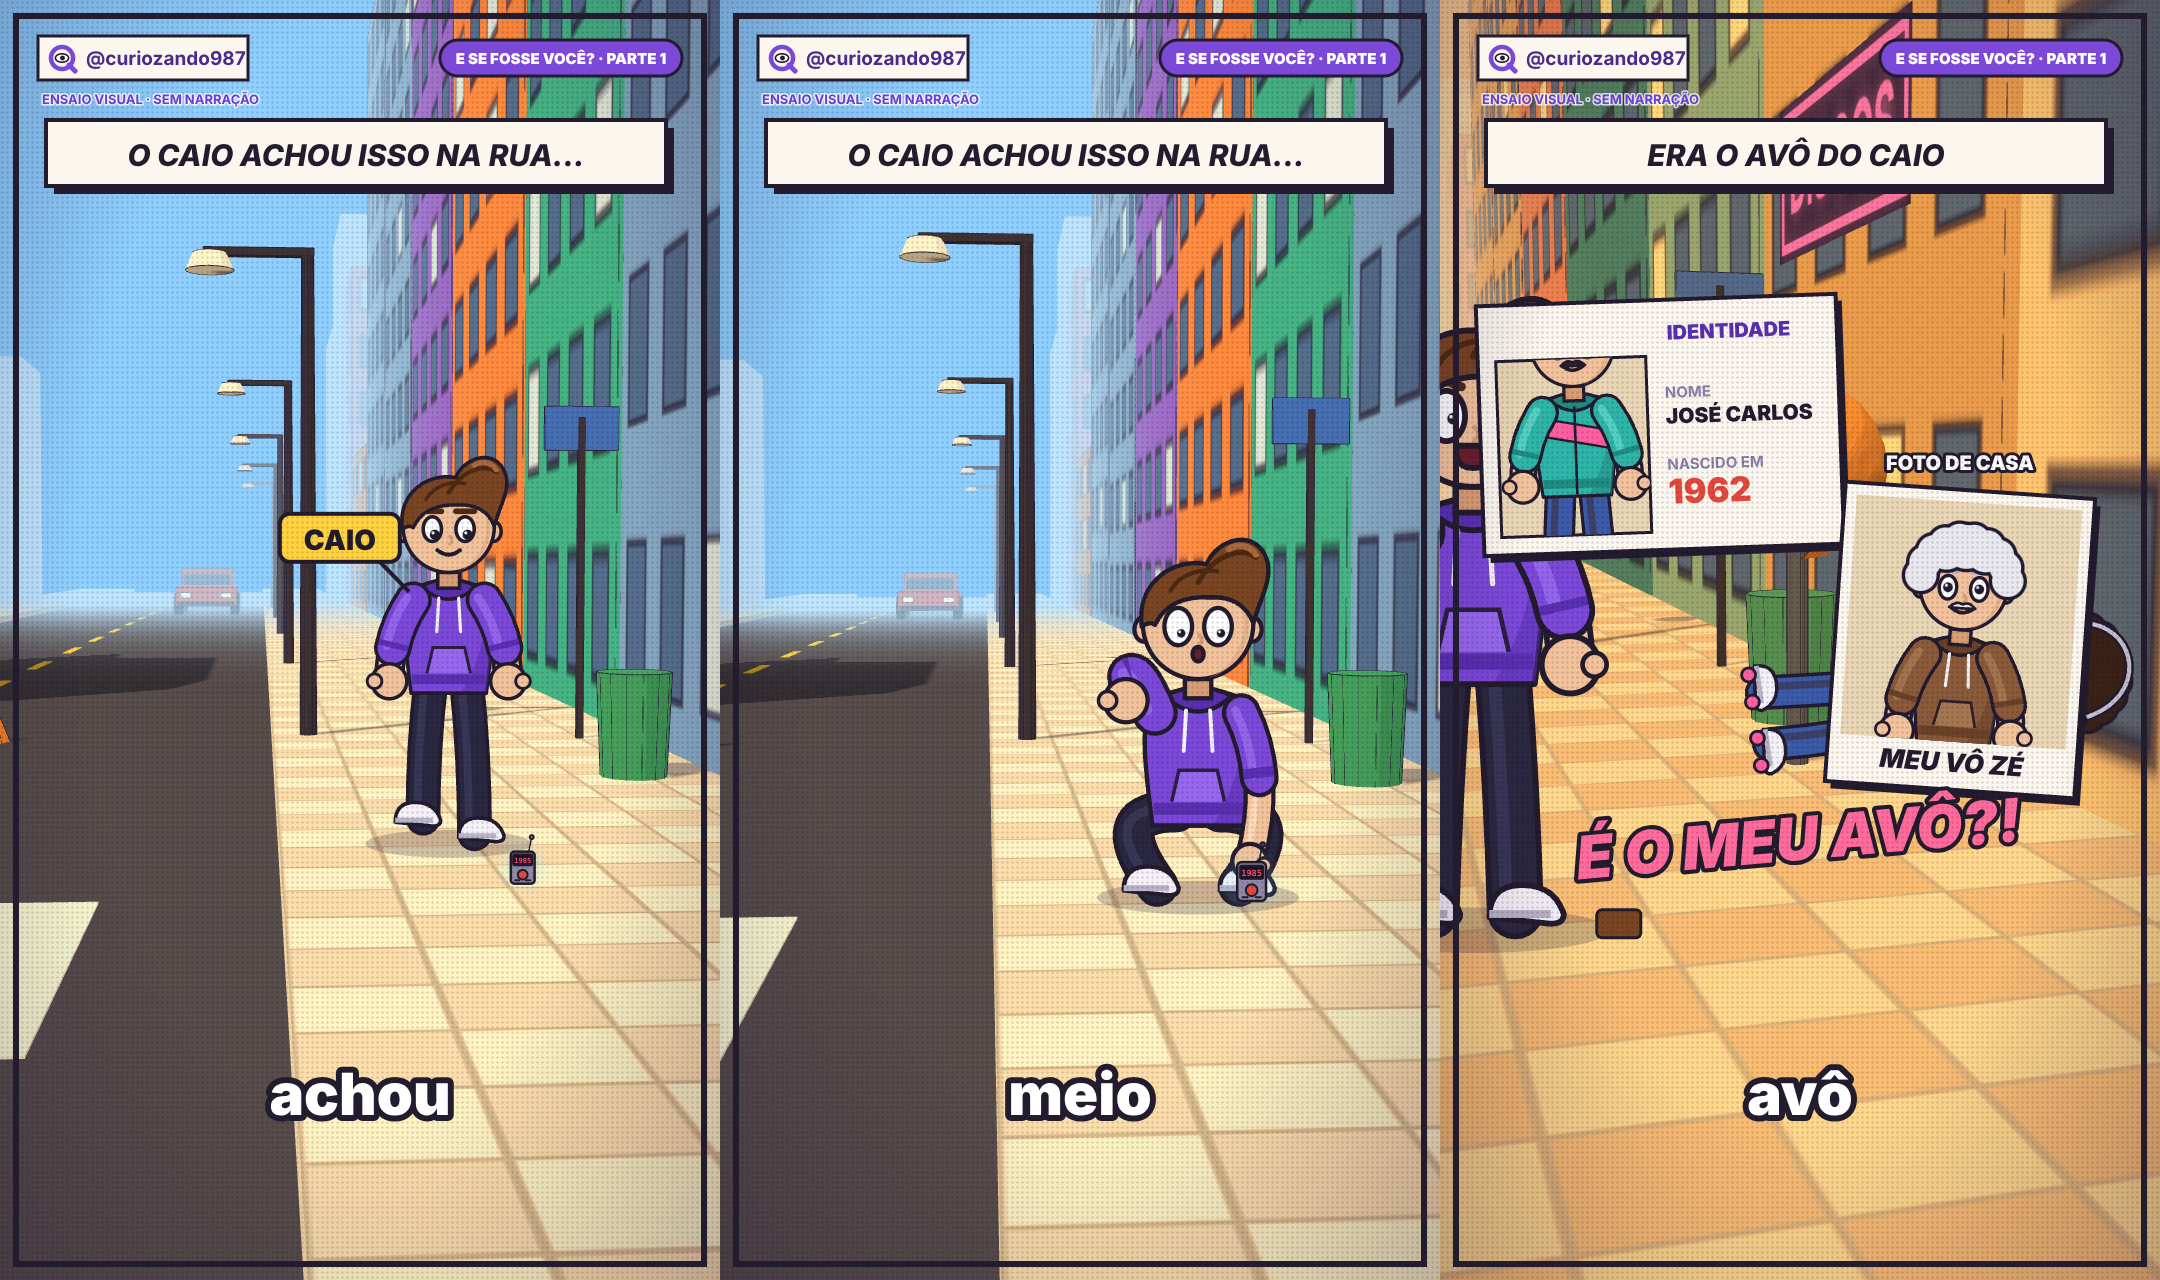 @curiozando987
E SE FOSSE VOCÊ? · PARTE 1
ENSAIO VISUAL · SEM NARRAÇÃO
O CAIO ACHOU ISSO NA RUA...
CAIO
1985
achou
@curiozando987
E SE FOSSE VOCÊ? · PARTE 1
ENSAIO VISUAL · SEM NARRAÇÃO
O CAIO ACHOU ISSO NA RUA...
1985
meio
@curiozando987
E SE FOSSE VOCÊ? · PARTE 1
ENSAIO VISUAL · SEM NARRAÇÃO
ERA O AVÔ DO CAIO
IDENTIDADE
NOME
JOSÉ CARLOS
NASCIDO EM
1962
FOTO DE CASA
MEU VÔ ZÉ
É O MEU AVÔ?!
avô